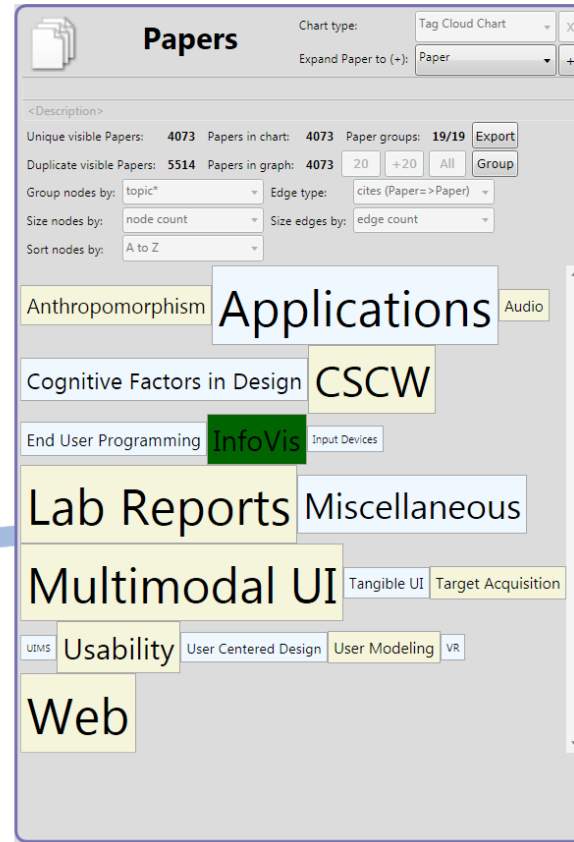 Papers
Chart type: Tag Cloud Chart X
Expand Paper to (+): Paper +
<Description>
Unique visible Papers: 4073 Papers in chart: 4073 Paper groups: 19/19 Export
Duplicate visible Papers: 5514 Papers in graph: 4073 20 +20 All Group
Group nodes by: topic* Edge type: cites (Paper=>Paper)
Size nodes by: node count Size edges by: edge count
Sort nodes by: A to Z
Anthropomorphism Applications Audio
Cognitive Factors in Design CSCW
End User Programming InfoVis Input Devices
Lab Reports Miscellaneous
Multimodal UI Tangible UI Target Acquisition
UIMS Usability User Centered Design User Modeling VR
Web